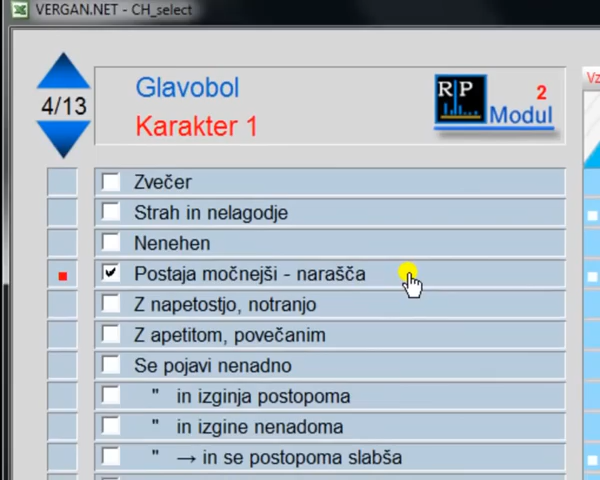 VERGAN.NET - CH_select
4/13
Glavobol
Karakter 1
R P
2
Modul
Vz
Zvečer
Strah in nelagodje
Nenehen
Postaja močnejši - narašča
Z napetostjo, notranjo
Z apetitom, povečanim
Se pojavi nenadno
" in izginja postopoma
" in izgine nenadoma
" → in se postopoma slabša